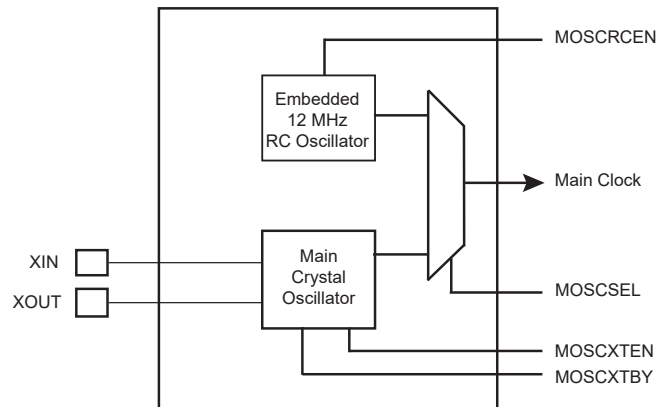 MOSCRCEN
Embedded
12 MHz
RC Oscillator
Main Clock
XIN
Main
Crystal
Oscillator
XOUT
MOSCSEL
MOSCXTEN
MOSCXTBY